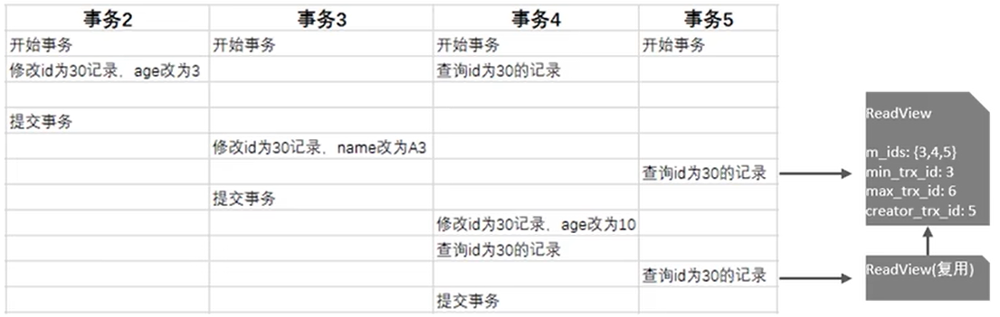 事务2 事务3 事务4 事务5
开始事务 开始事务 开始事务 开始事务
修改id为30记录，age改为3 查询id为30的记录
提交事务
修改id为30记录，name改为A3
查询id为30的记录
提交事务
修改id为30记录，age改为10
查询id为30的记录
查询id为30的记录
提交事务
ReadView
m_ids: {3,4,5}
min_trx_id: 3
max_trx_id: 6
creator_trx_id: 5
ReadView(复用)